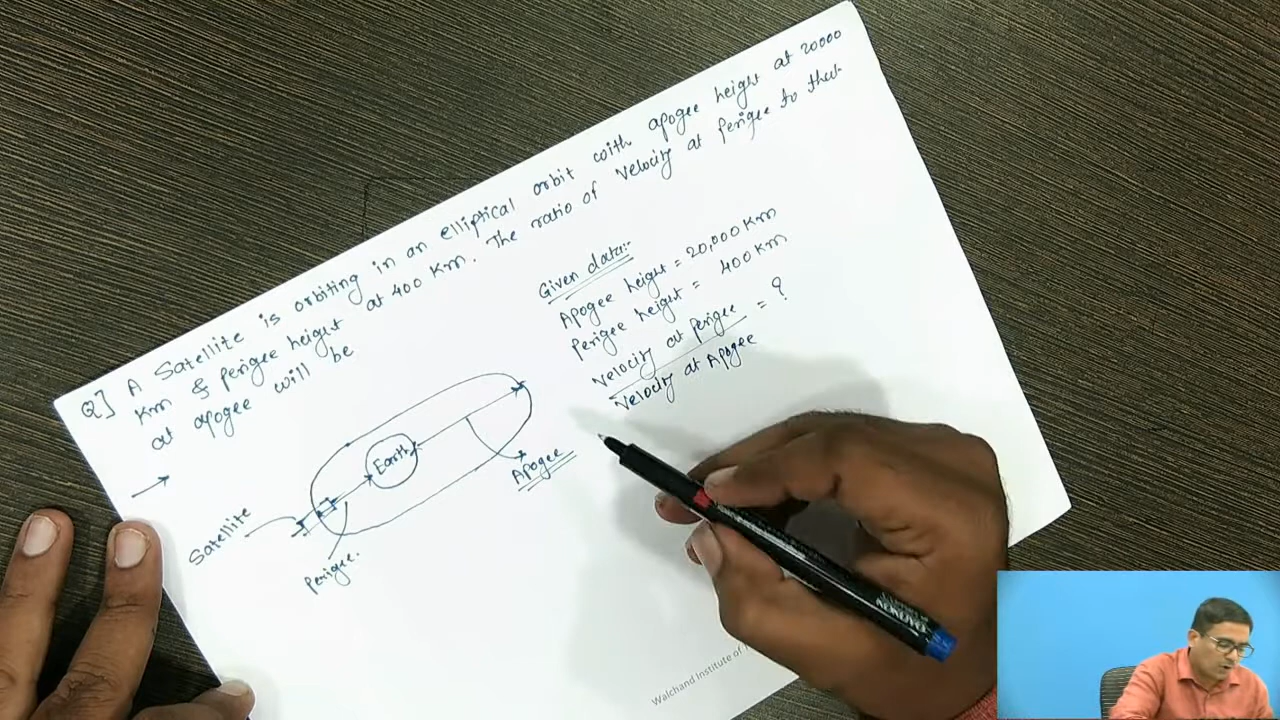 Q] A Satellite is orbiting in an elliptical orbit with apogee height at 20000
Km & perigee height at 400 Km. The ratio of velocity at perigee to that
at apogee will be
Given data:-
Apogee height = 20,000 Km
Perigee height = 400 Km
Velocity at perigee = ?
Velocity at Apogee
Earth
Satellite
Perigee.
Apogee
Walchand Institute of